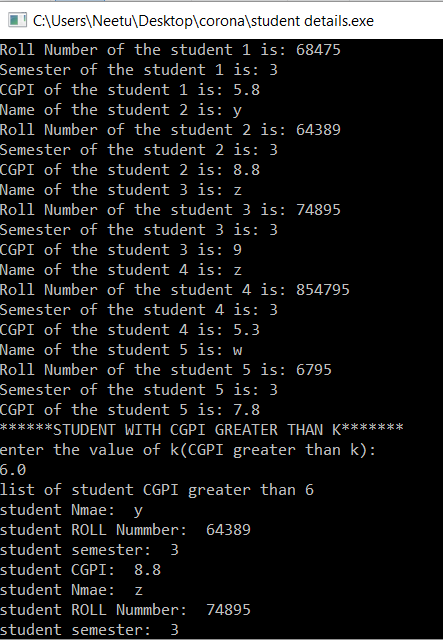 C:\Users\Neetu\Desktop\corona\student details.exe
Roll Number of the student 1 is: 68475
Semester of the student 1 is: 3
CGPI of the student 1 is: 5.8
Name of the student 2 is: y
Roll Number of the student 2 is: 64389
Semester of the student 2 is: 3
CGPI of the student 2 is: 8.8
Name of the student 3 is: z
Roll Number of the student 3 is: 74895
Semester of the student 3 is: 3
CGPI of the student 3 is: 9
Name of the student 4 is: z
Roll Number of the student 4 is: 854795
Semester of the student 4 is: 3
CGPI of the student 4 is: 5.3
Name of the student 5 is: w
Roll Number of the student 5 is: 6795
Semester of the student 5 is: 3
CGPI of the student 5 is: 7.8
******STUDENT WITH CGPI GREATER THAN K*******
enter the value of k(CGPI greater than k):
6.0
list of student CGPI greater than 6
student Nmae:  y
student ROLL Nummber:  64389
student semester:  3
student CGPI:  8.8
student Nmae:  z
student ROLL Nummber:  74895
student semester:  3